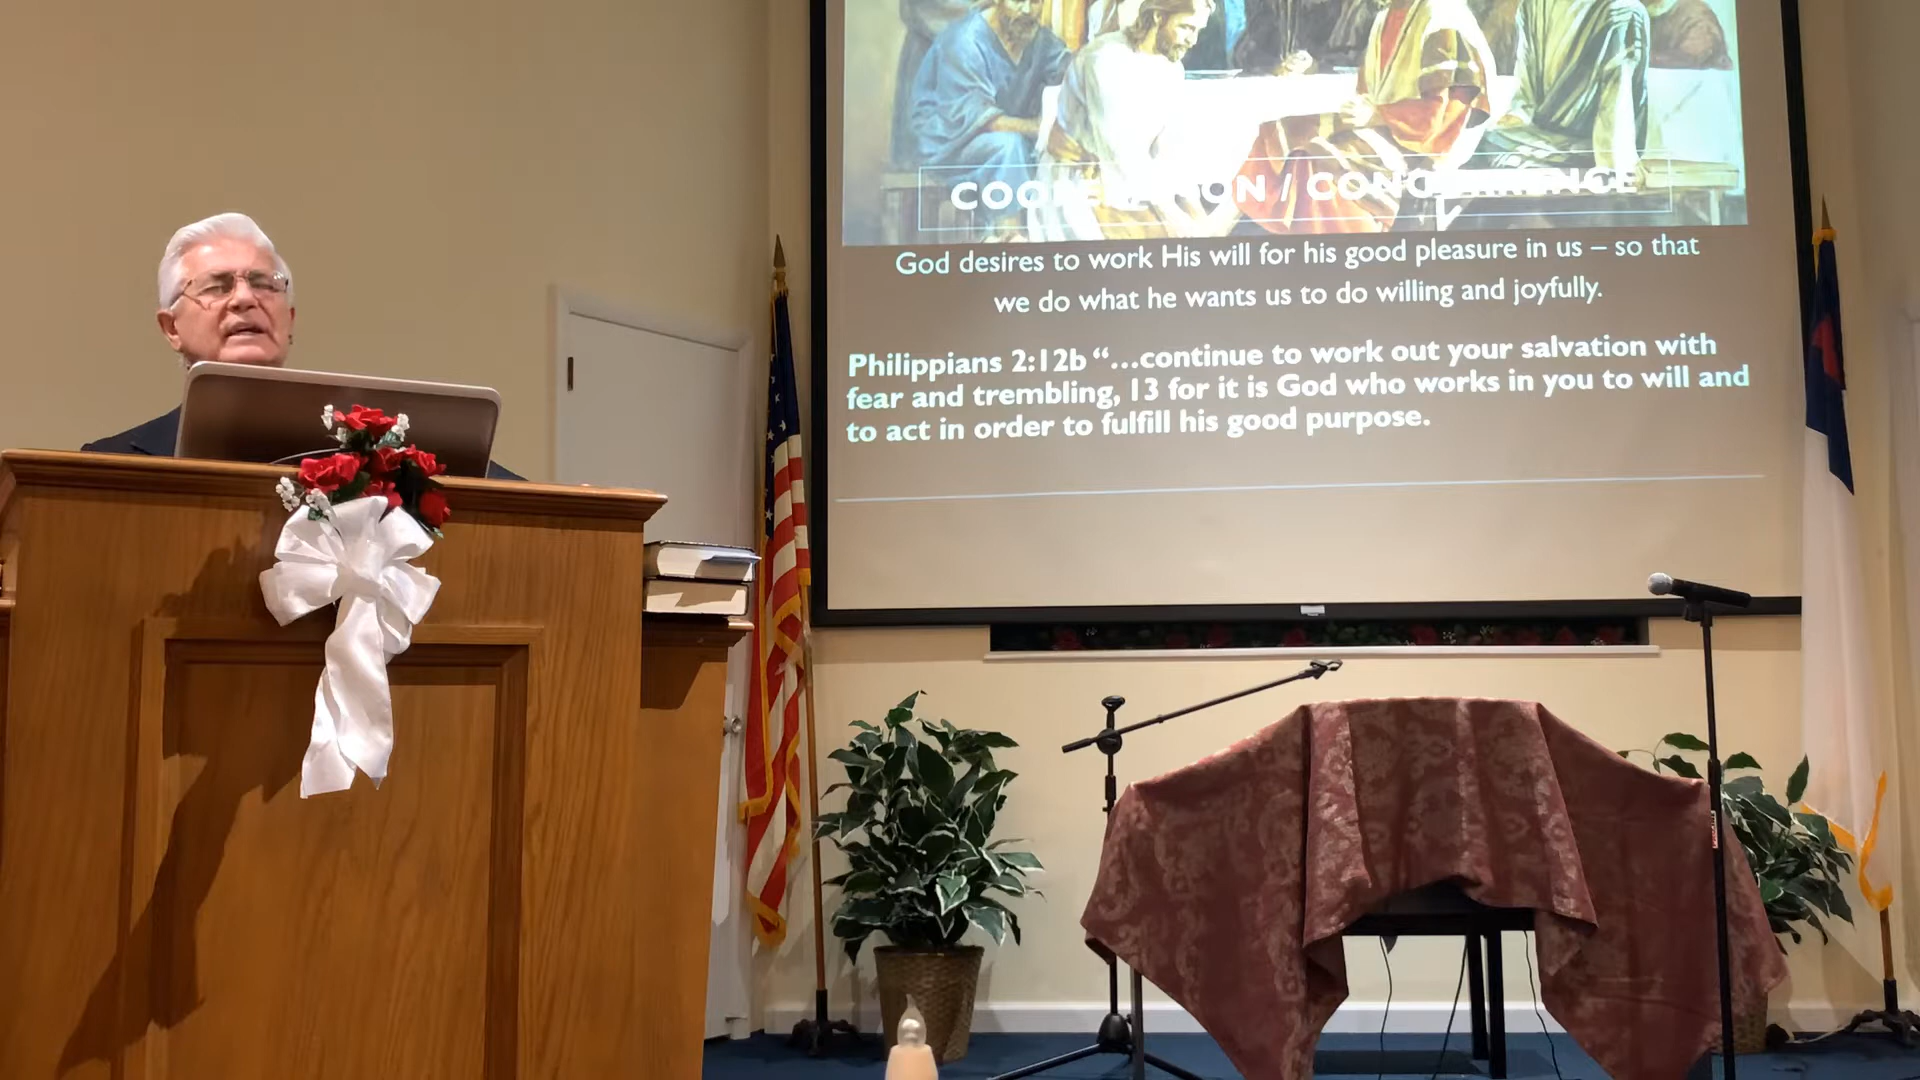 COOPERATION / CONCURRENCE
God desires to work His will for his good pleasure in us – so that
we do what he wants us to do willing and joyfully.
Philippians 2:12b “...continue to work out your salvation with
fear and trembling, 13 for it is God who works in you to will and
to act in order to fulfill his good purpose.